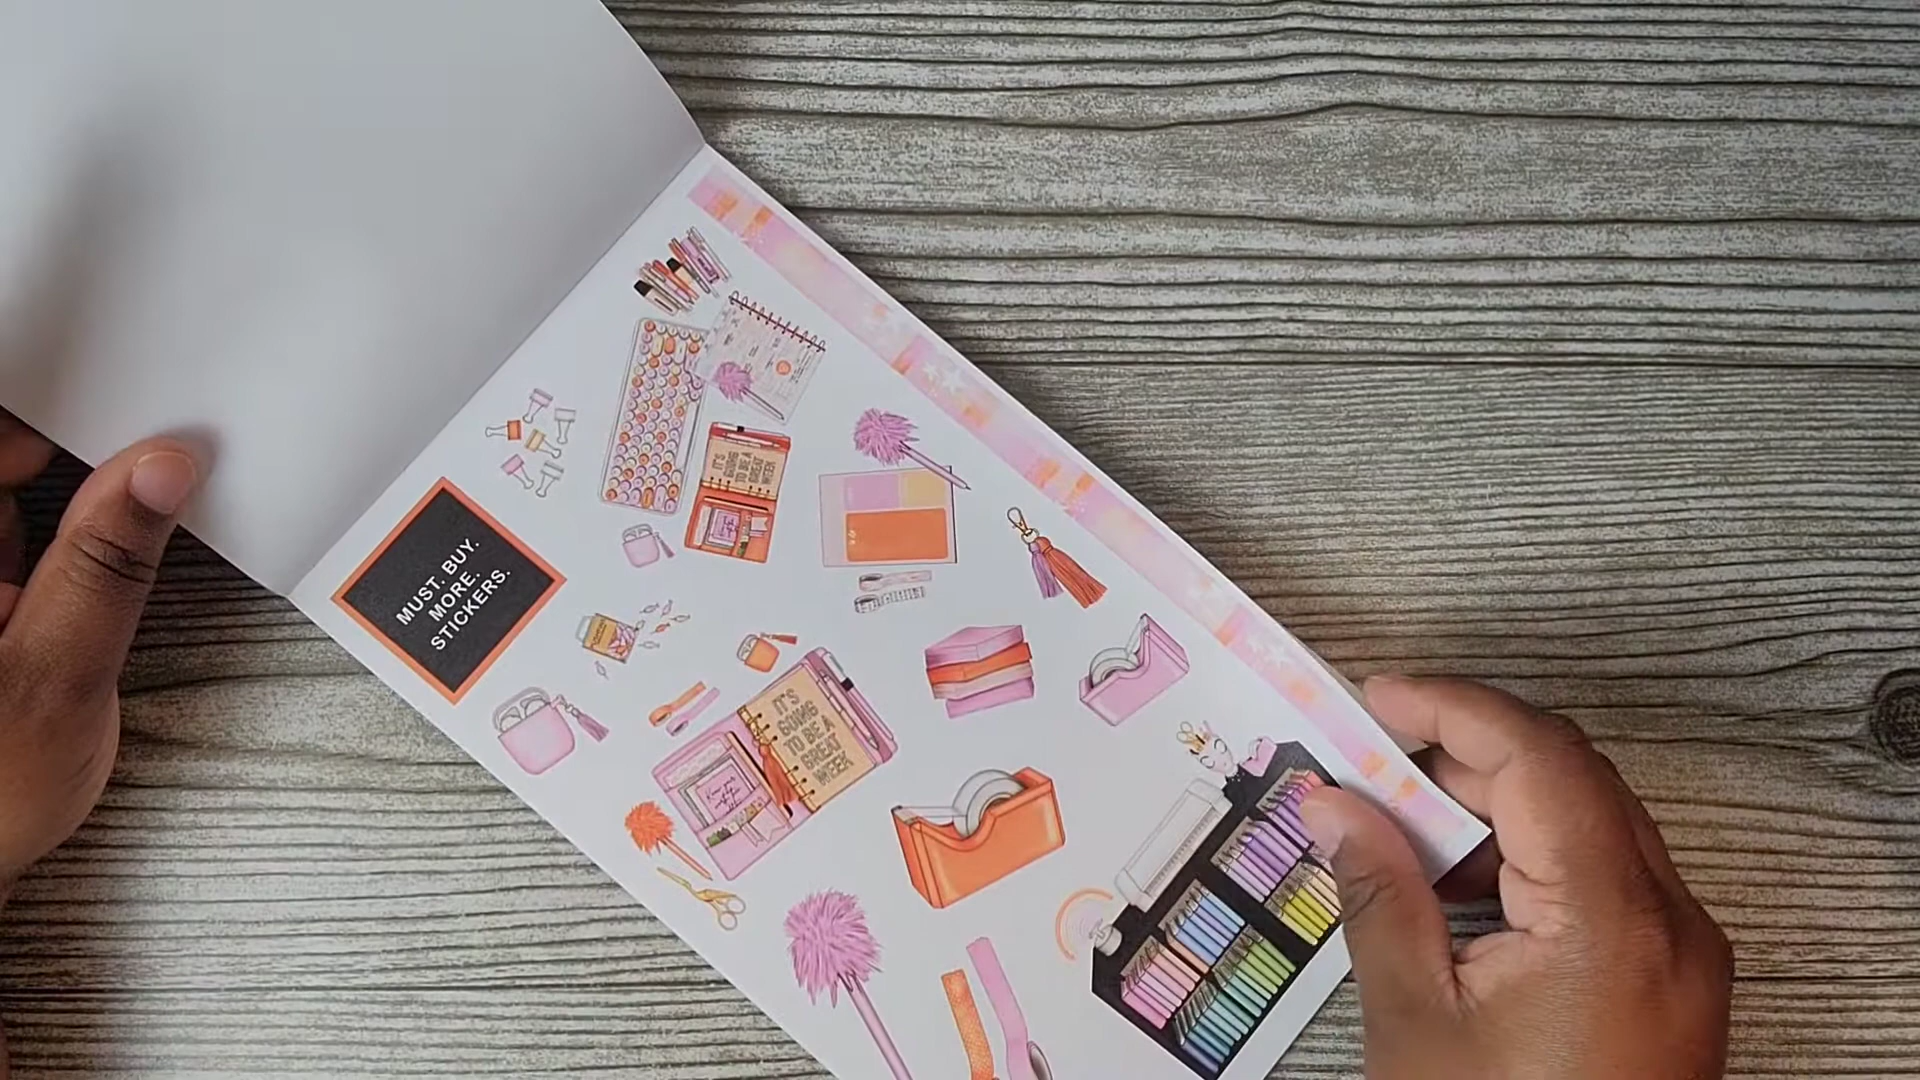 MUST. BUY.
MORE.
STICKERS.
IT'S
GOING
TO BE A
GREAT
WEEK
IT'S
GOING
TO BE A
GREAT
WEEK